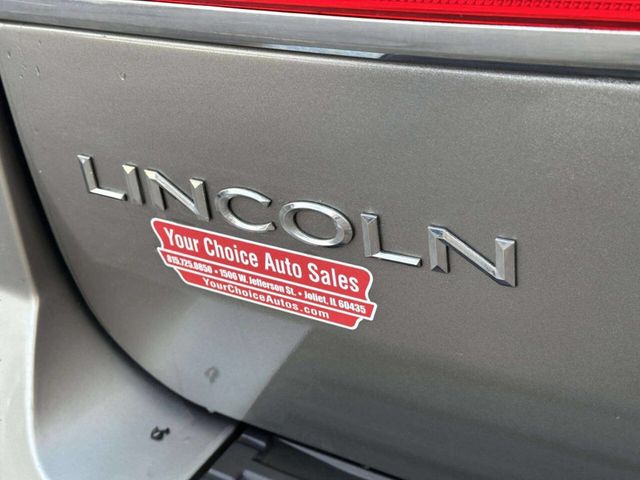 LINCOLN
Your Choice Auto Sales
815.725.0850 • 1506 W. Jefferson St. • Joliet, IL 60435
YourChoiceAutos.com